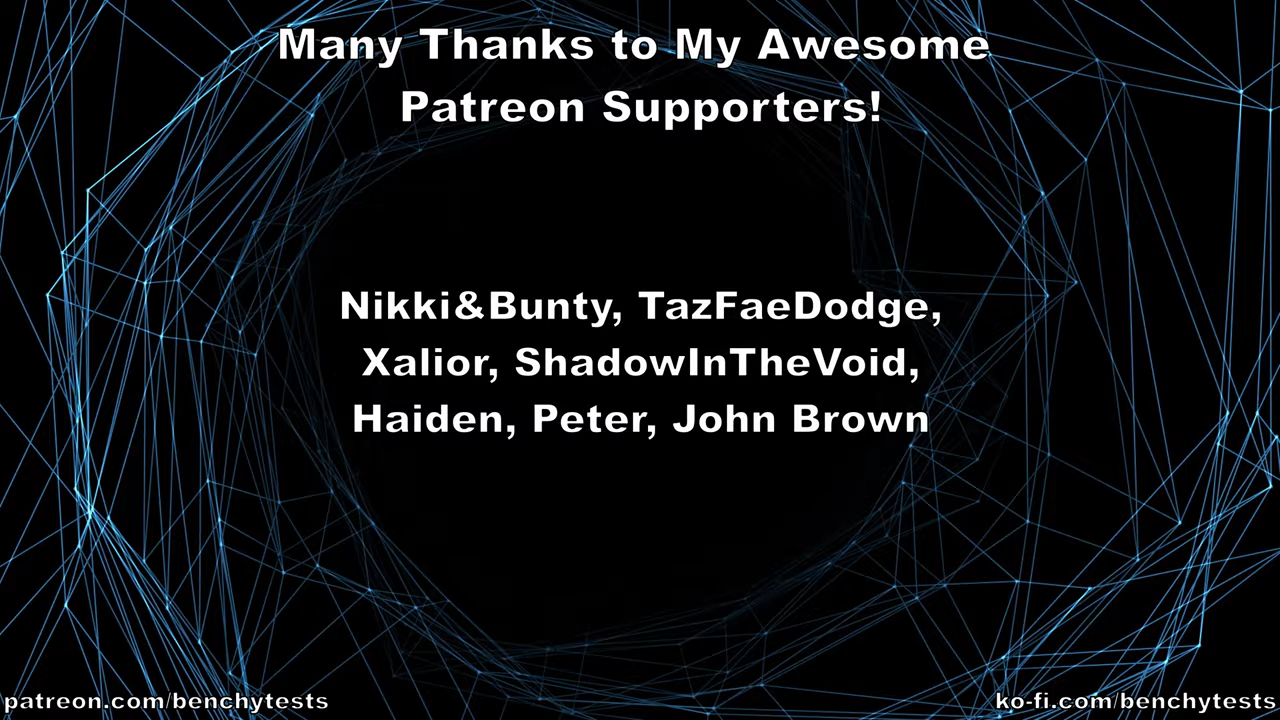 Many Thanks to My Awesome
Patreon Supporters!
Nikki&Bunty, TazFaeDodge,
Xalior, ShadowInTheVoid,
Haiden, Peter, John Brown
patreon.com/benchytests
ko-fi.com/benchytests